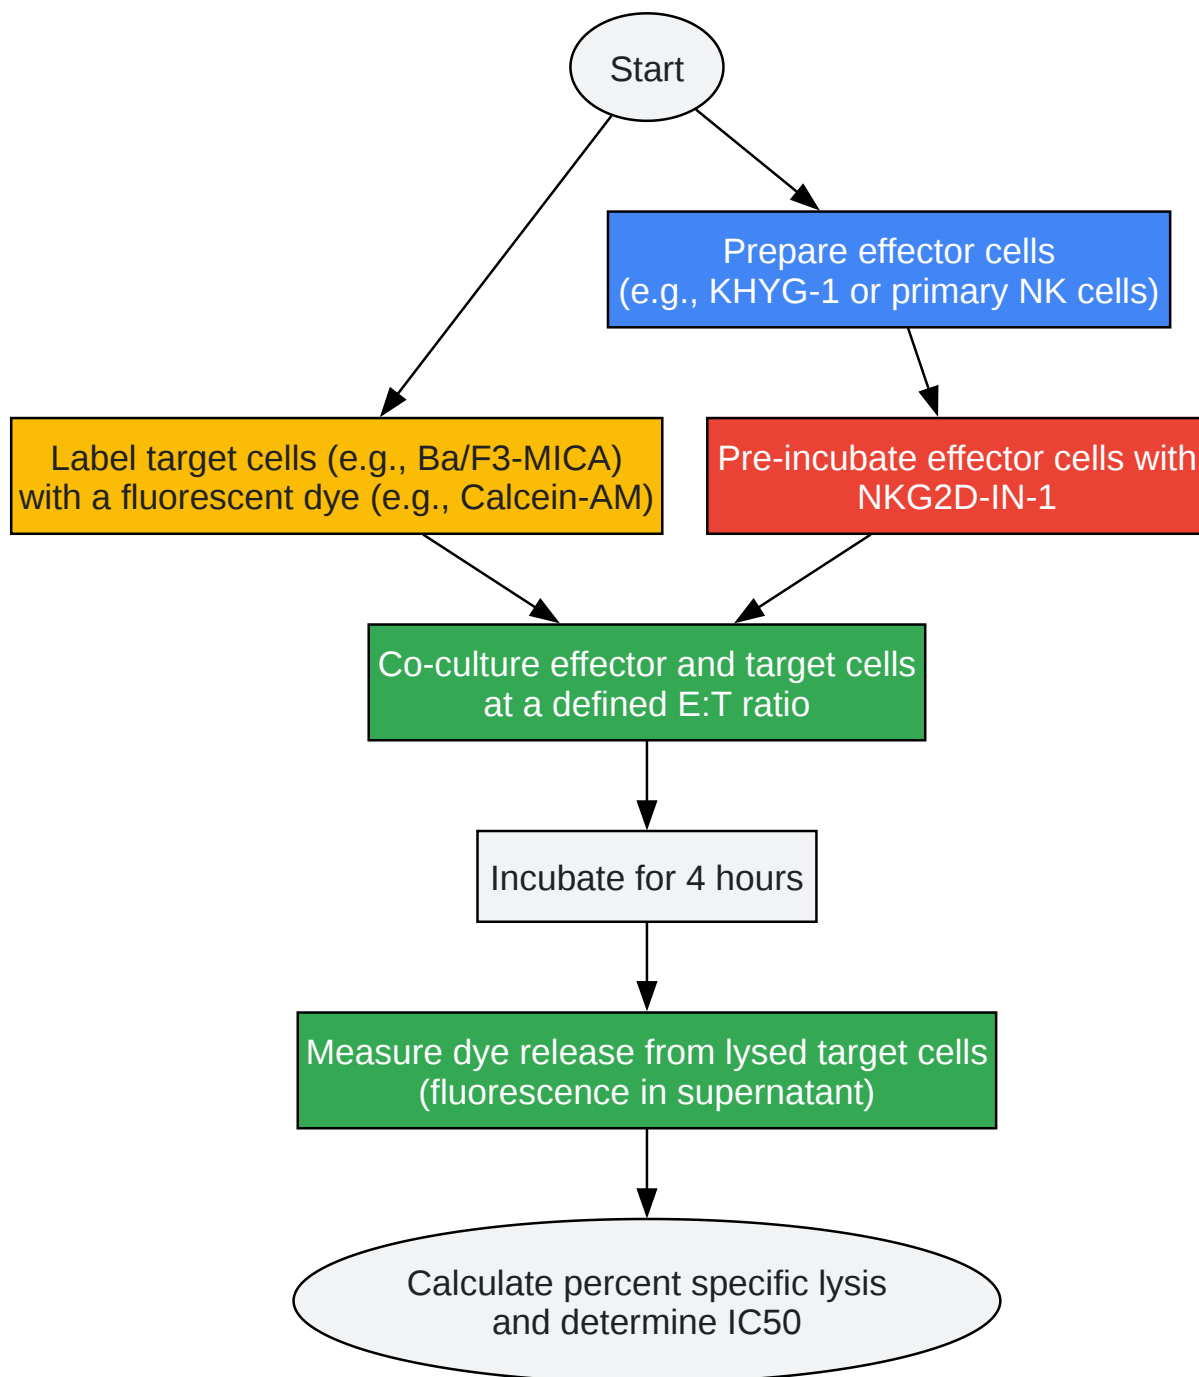 Start
Prepare effector cells
(e.g., KHYG-1 or primary NK cells)
Label target cells (e.g., Ba/F3-MICA)
with a fluorescent dye (e.g., Calcein-AM)
Pre-incubate effector cells with
NKG2D-IN-1
Co-culture effector and target cells
at a defined E:T ratio
Incubate for 4 hours
Measure dye release from lysed target cells
(fluorescence in supernatant)
Calculate percent specific lysis
and determine IC50